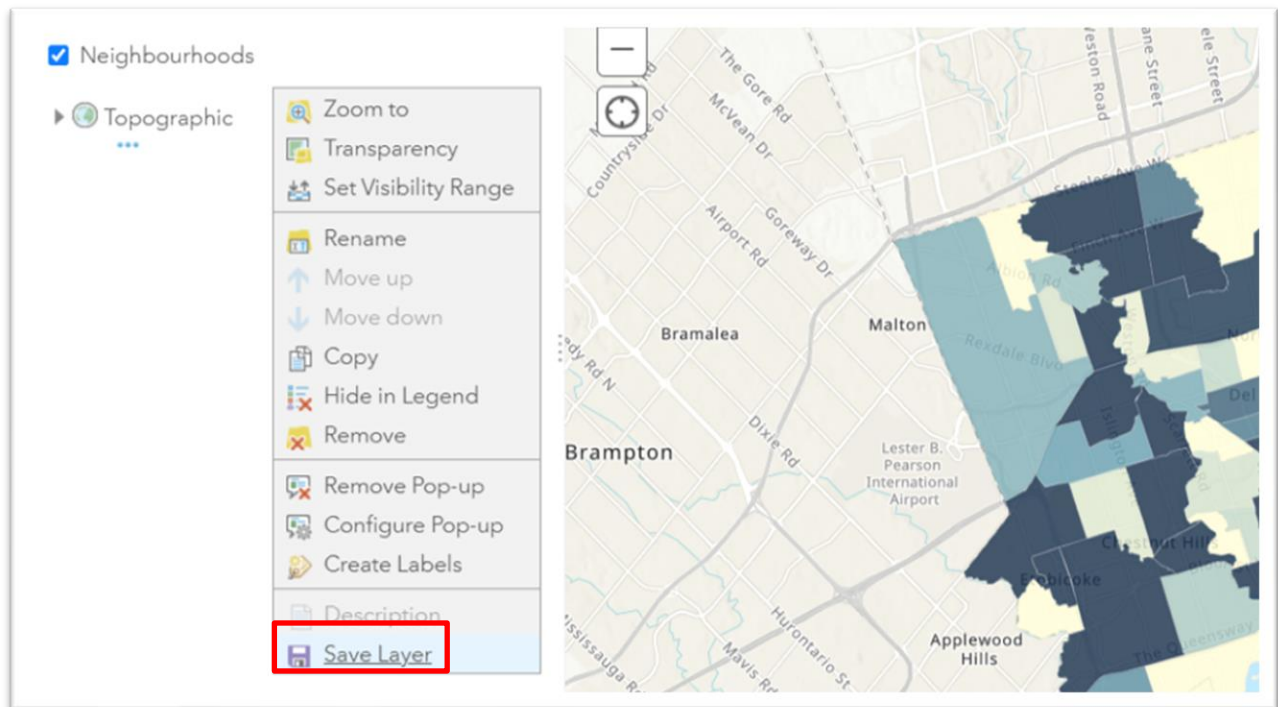 Neighbourhoods
Topographic
Zoom to
Transparency
Set Visibility Range
Rename
Move up
Move down
Copy
Hide in Legend
Remove
Remove Pop-up
Configure Pop-up
Create Labels
Description
Save Layer
The Gore Rd
McVean Dr
Countryside Dr
Airport Rd
Goreway Dr
Weston Road
Steeles Ave W
Albion Rd
Bramalea
Malton
Rexdale Blvd
Dixie Rd
Brampton
Lester B.
Pearson
International
Airport
Chestnut Hills
Etobicoke
Hurontario St
Applewood
Hills
The Queensway
Mavis Rd